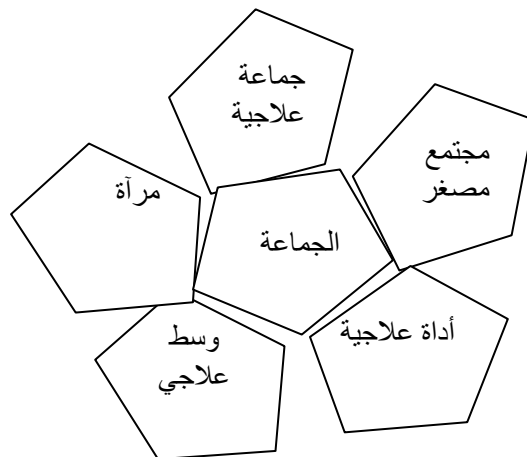 جماعة
علاجية
مجتمع
مصغر
مرآة
الجماعة
أداة علاجية
وسط
علاجي